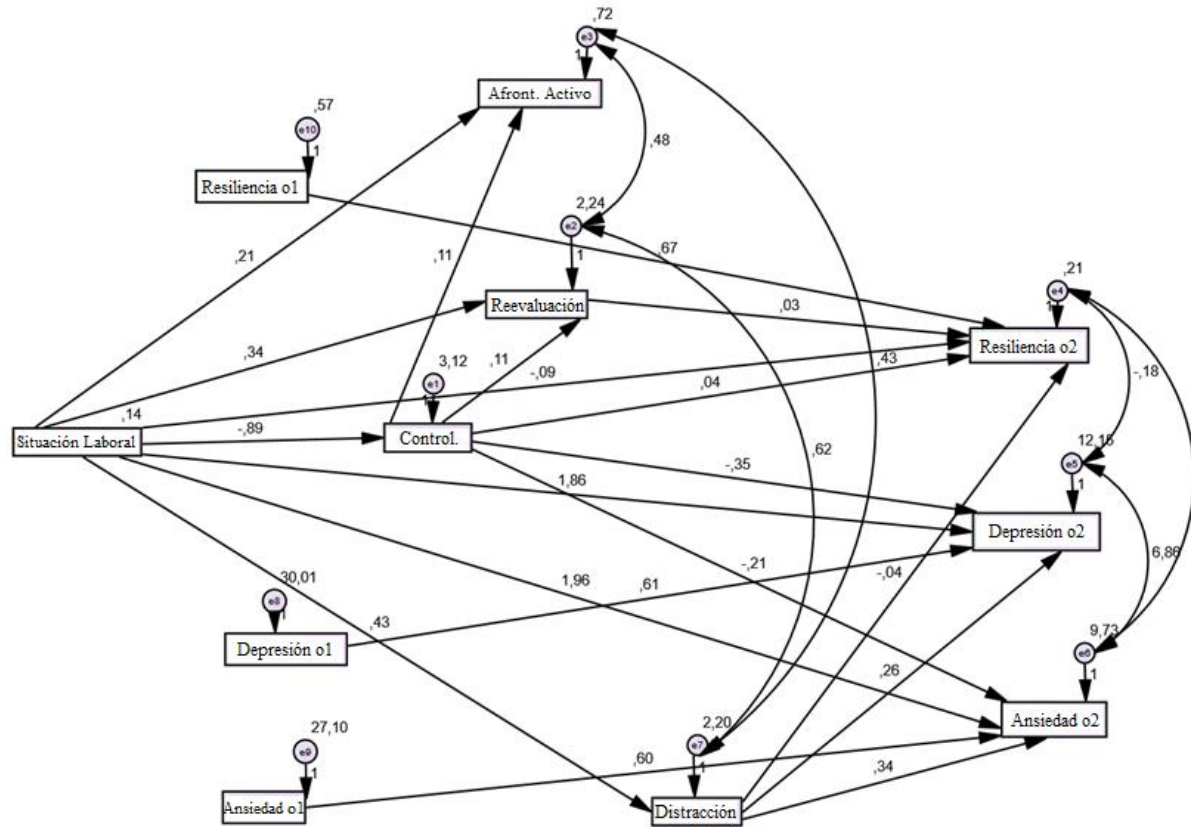 ,72
e3
1
Afront. Activo
,57
e10
1
Resiliencia o1
,48
2,24
e2
1
,21
,11
,67
Reevaluación
,03
,21
e4
1
Resiliencia o2
,34
3,12
,11
-,09
,43
e1
1
,04
-,18
,14
Situación Laboral
-,89
Control.
-,35
,62
12,15
e5
1
1,86
Depresión o2
30,01
e8
1
1,96
,61
-,21
-,04
6,86
,43
Depresión o1
9,73
e6
1
,26
27,10
e9
1
2,20
e7
1
Ansiedad o2
,60
,34
Ansiedad o1
Distracción